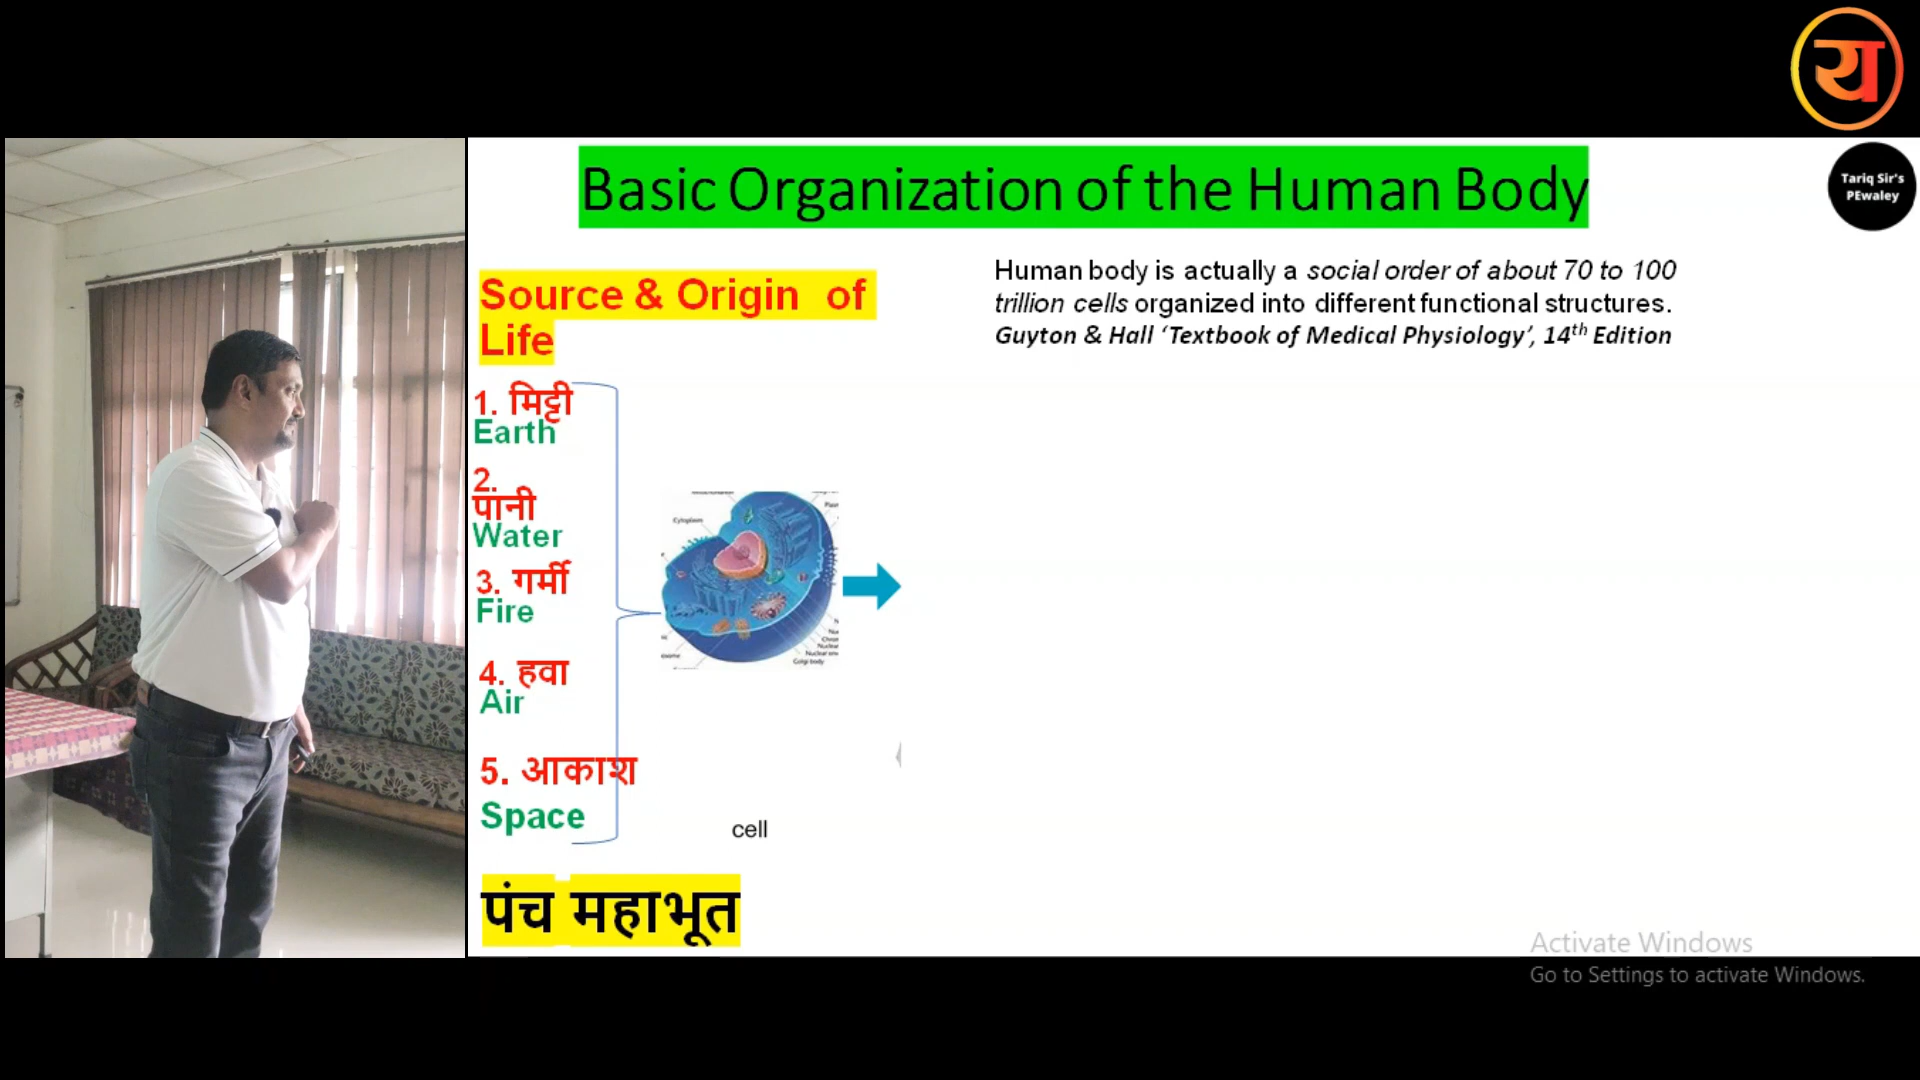 य
Tariq Sir's
PEwaley
Basic Organization of the Human Body
Human body is actually a social order of about 70 to 100
trillion cells organized into different functional structures.
Guyton & Hall ‘Textbook of Medical Physiology’, 14th Edition
Source & Origin of
Life
1. मिट्टी
Earth
2.
पानी
Water
3. गर्मी
Fire
4. हवा
Air
5. आकाश
Space
Cytoplasm
Golgi body
cell
पंच महाभूत
Activate Windows
Go to Settings to activate Windows.